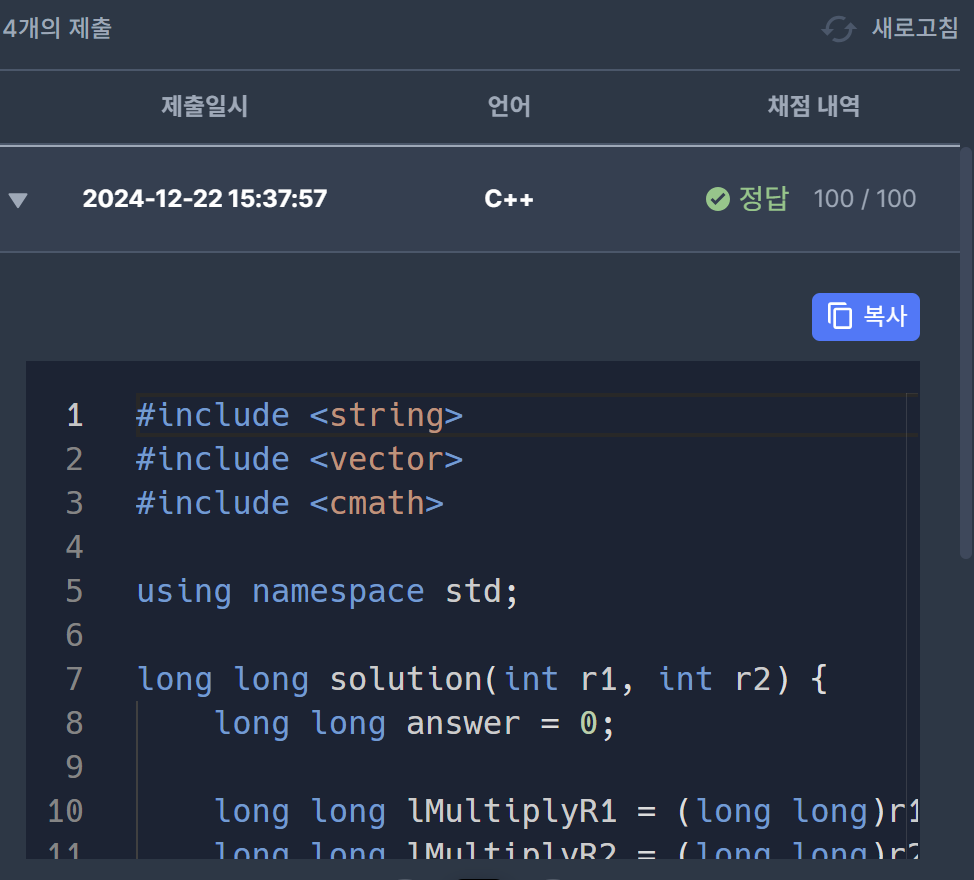 4개의 제출 새로고침
제출일시 언어 채점 내역
2024-12-22 15:37:57 C++ 정답 100 / 100
복사
1 #include <string>
2 #include <vector>
3 #include <cmath>
4
5 using namespace std;
6
7 long long solution(int r1, int r2) {
8 long long answer = 0;
9
10 long long lMultiplyR1 = (long long)r1
11 long long lMultiplyR2 = (long long)r2